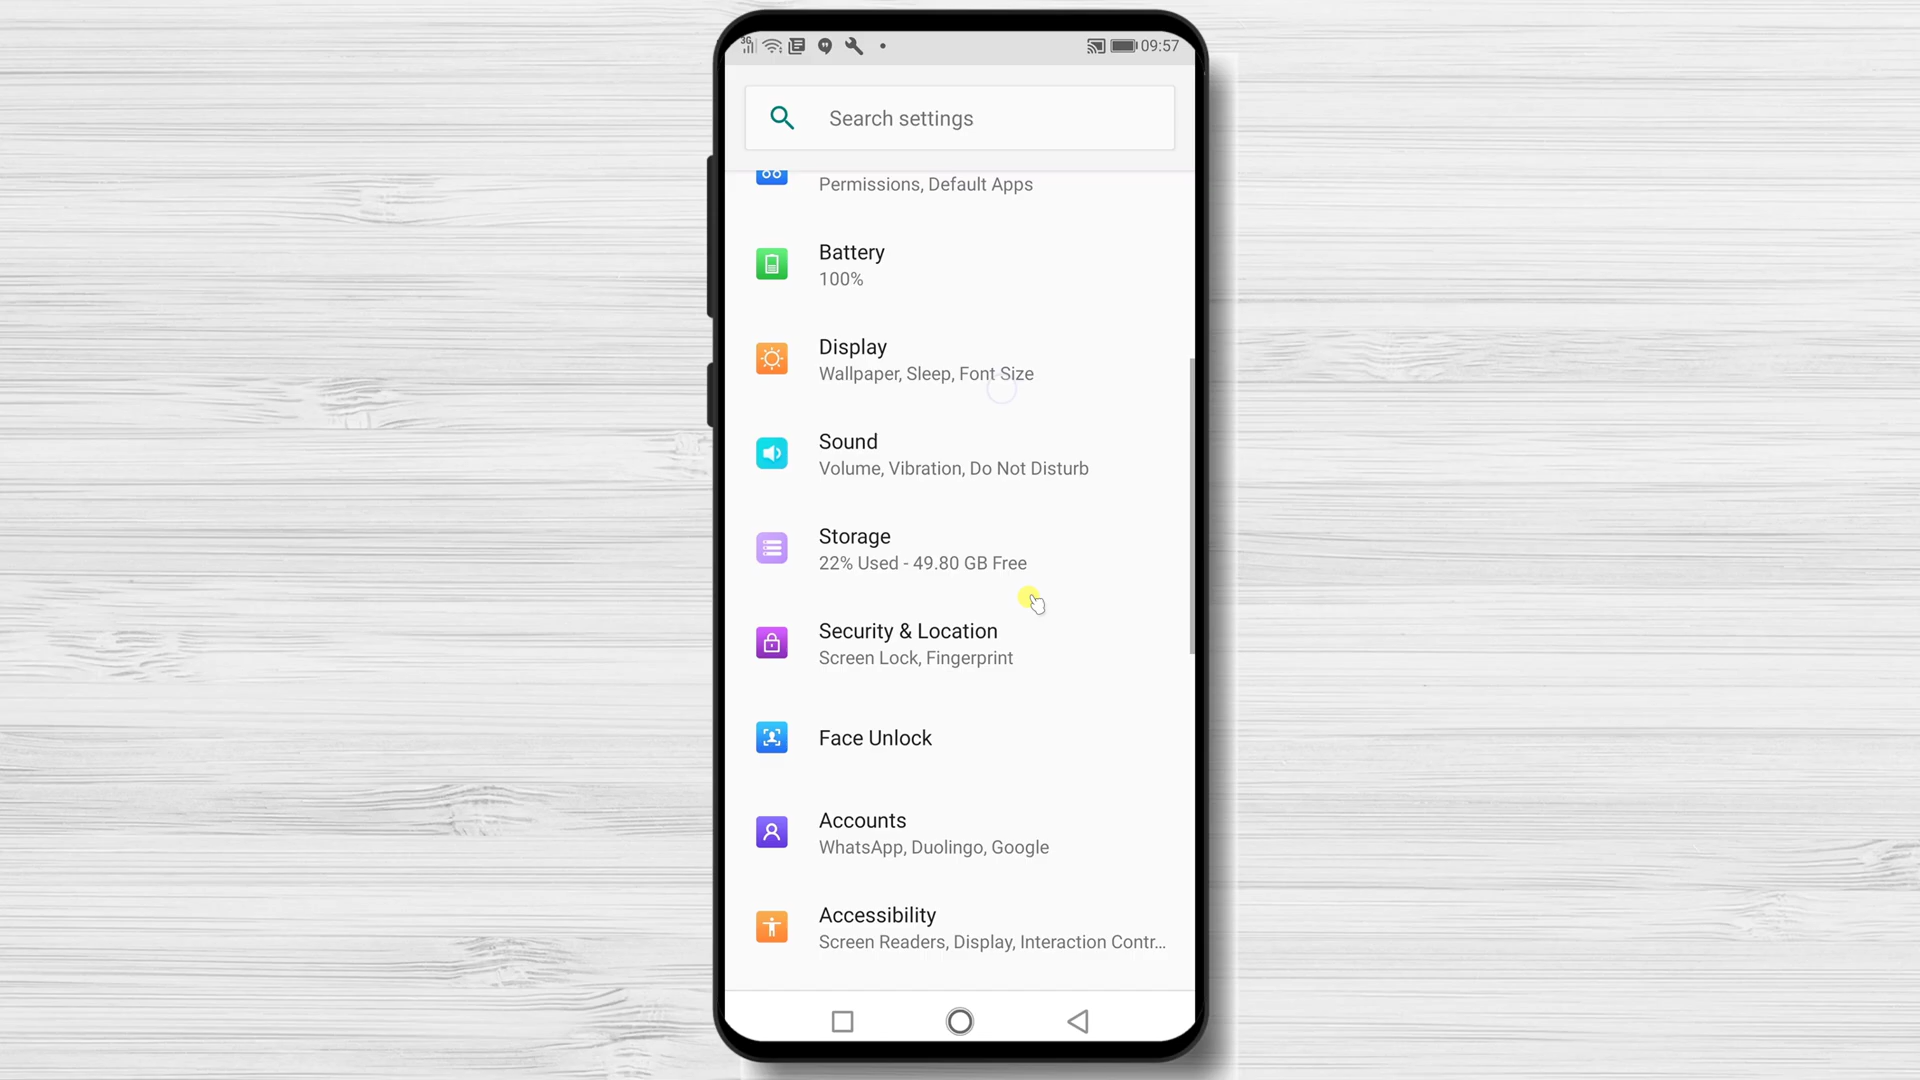 3G
09:57
Search settings
Permissions, Default Apps
Battery
100%
Display
Wallpaper, Sleep, Font Size
Sound
Volume, Vibration, Do Not Disturb
Storage
22% Used - 49.80 GB Free
Security & Location
Screen Lock, Fingerprint
Face Unlock
Accounts
WhatsApp, Duolingo, Google
Accessibility
Screen Readers, Display, Interaction Contr...